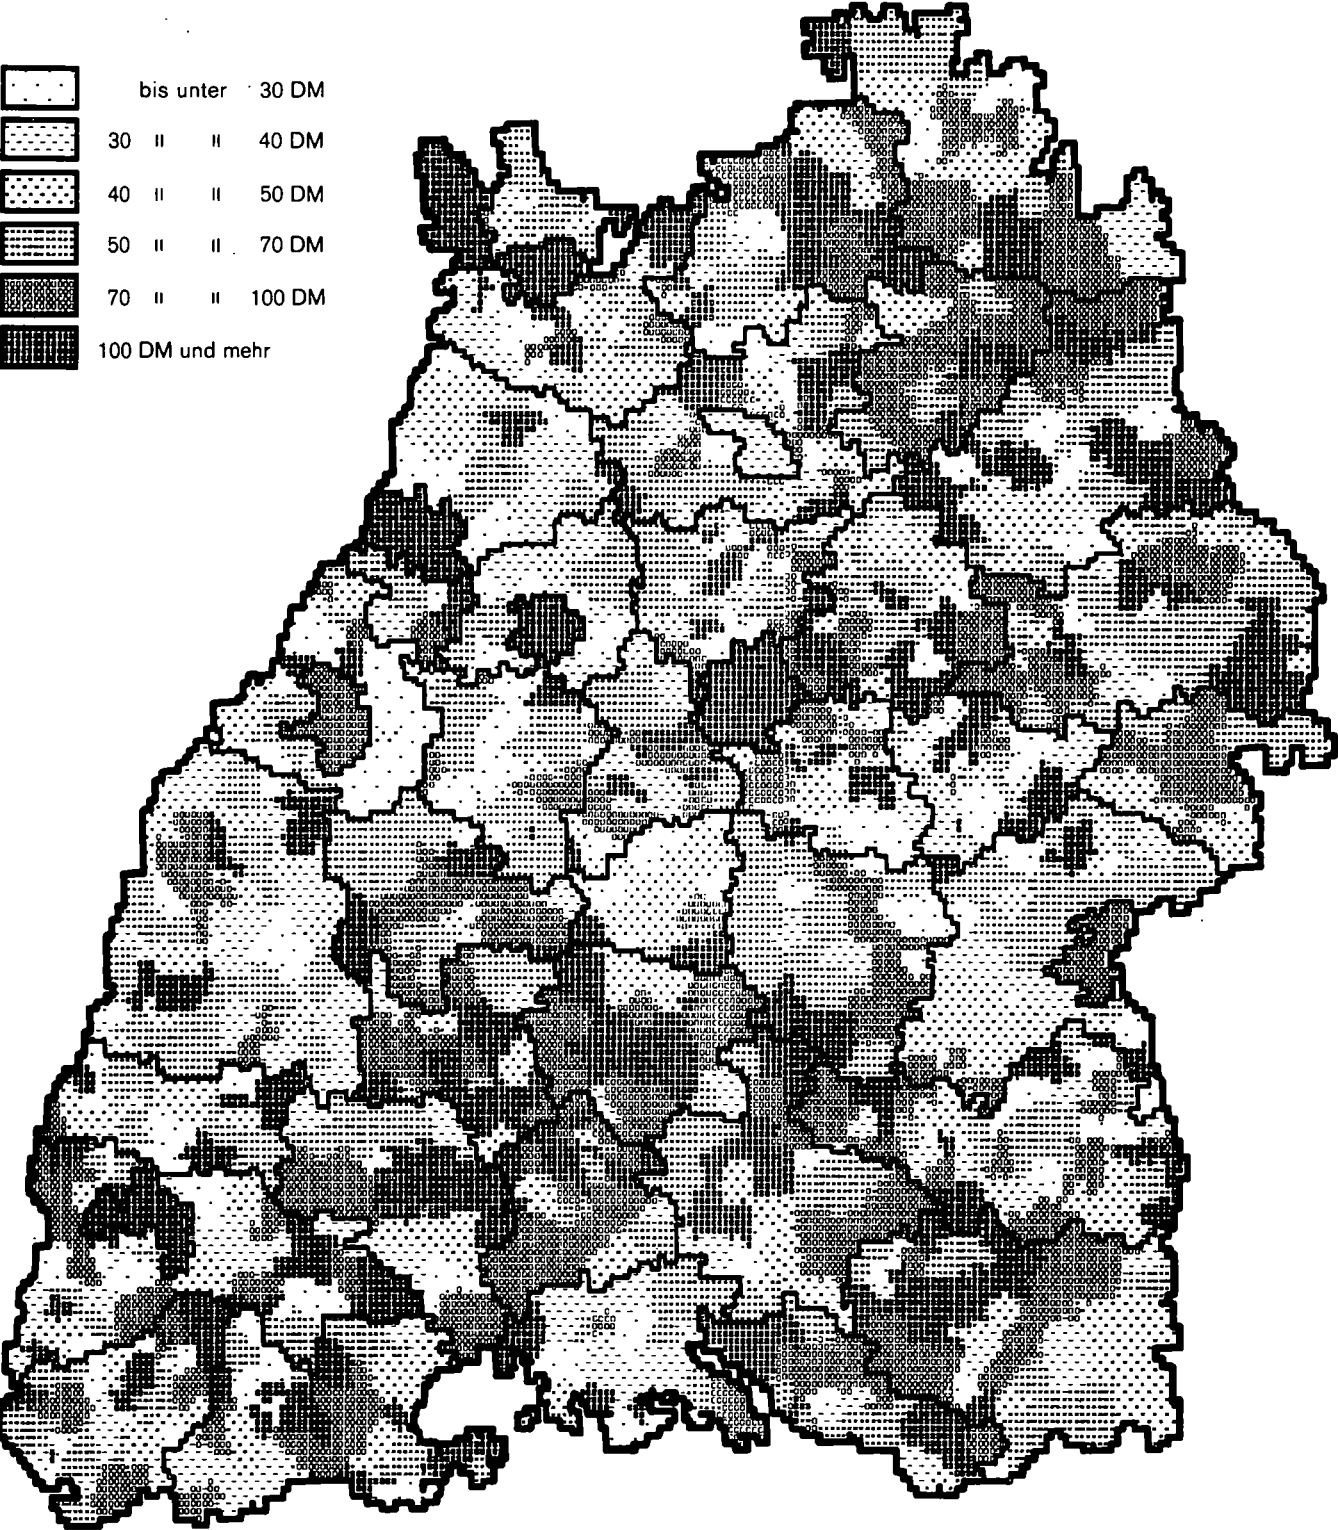 bis unter 30 DM
30 " " 40 DM
40 " " 50 DM
50 " " 70 DM
70 " " 100 DM
100 DM und mehr